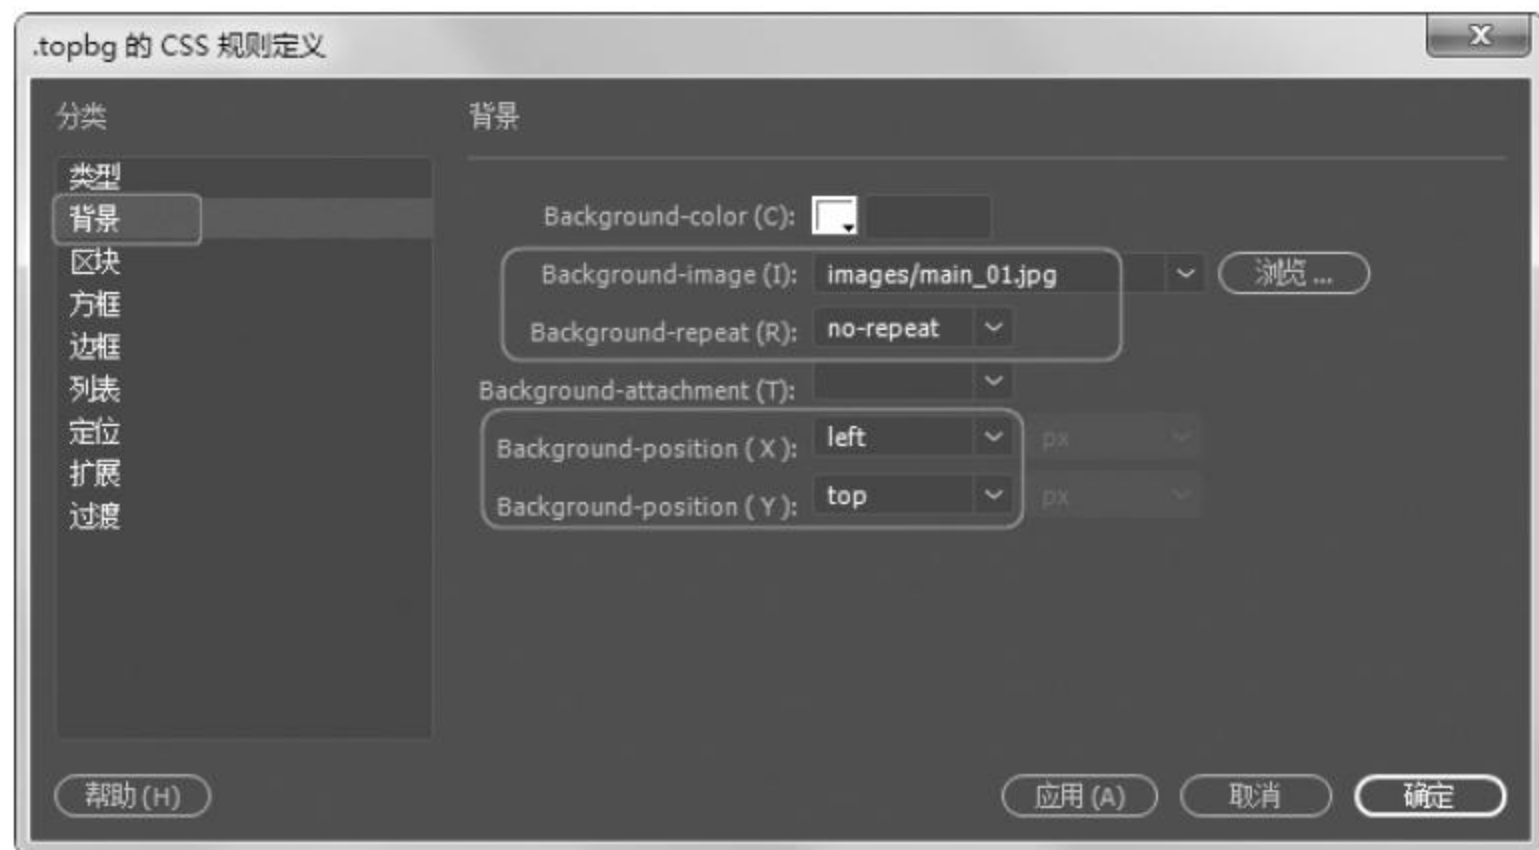 .topbg 的 CSS 规则定义
X
分类
类型
背景
区块
方框
边框
列表
定位
扩展
过渡
背景
Background-color (C):
Background-image (I): images/main_01.jpg 浏览 ...
Background-repeat (R): no-repeat
Background-attachment (T):
Background-position ( X ): left px
Background-position ( Y ): top px
帮助 (H) 应用 (A) 取消 确定